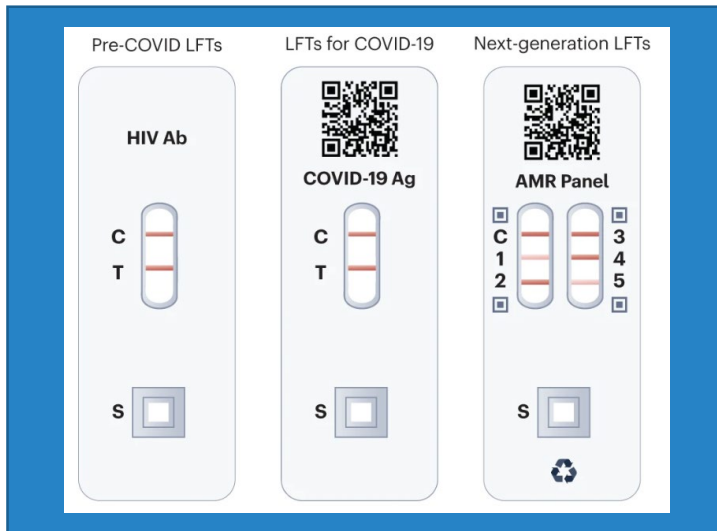 Pre-COVID LFTs
LFTs for COVID-19
Next-generation LFTs
HIV Ab
C
T
S
COVID-19 Ag
C
T
S
AMR Panel
C
1
2
3
4
5
S